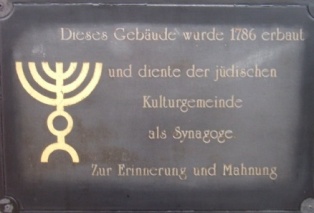 Dieses Gebäude wurde 1786 erbaut
und diente der jüdischen
Kulturgemeinde
als Synagoge
Zur Erinnerung und Mahnung